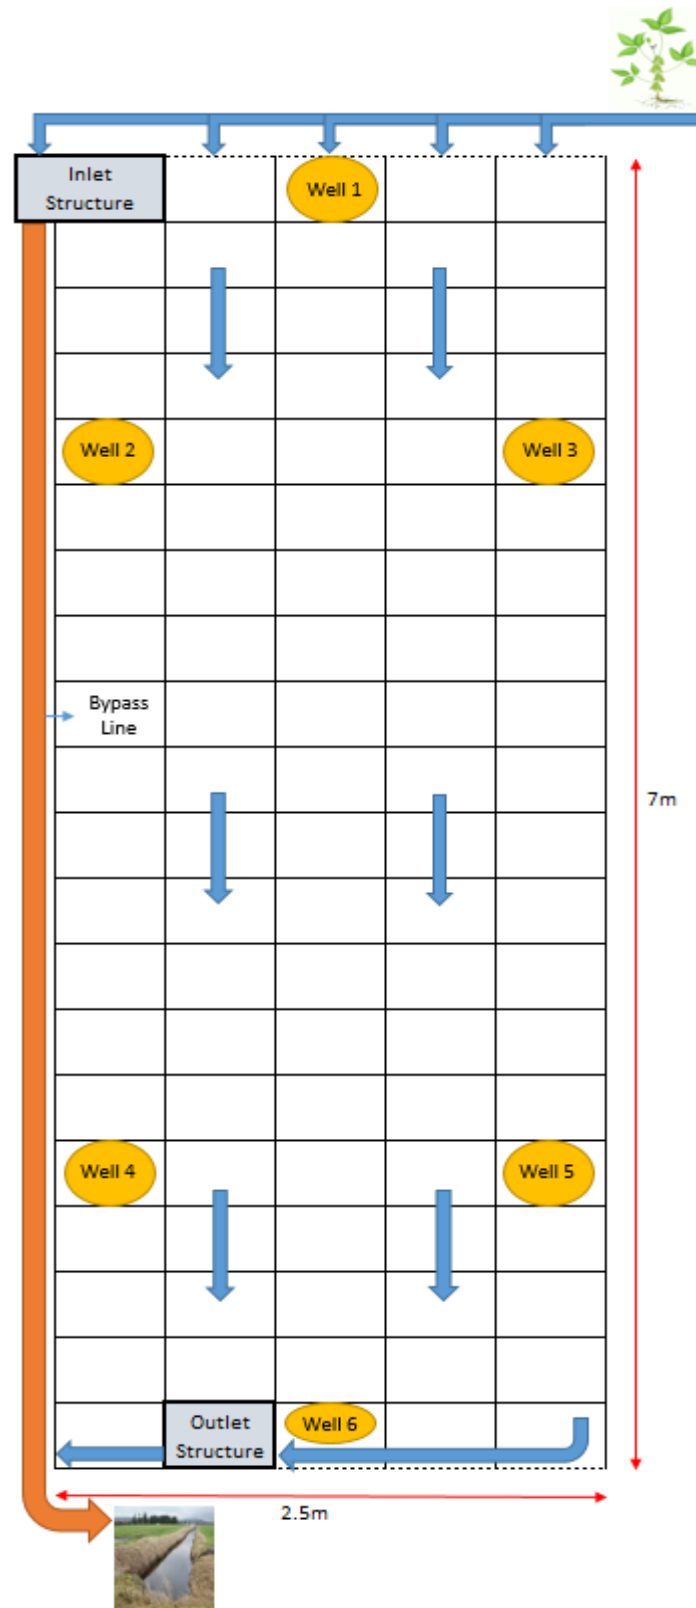 Inlet
Structure
Well 1
Well 2
Well 3
Bypass
Line
7m
Well 4
Well 5
Outlet
Structure
Well 6
2.5m